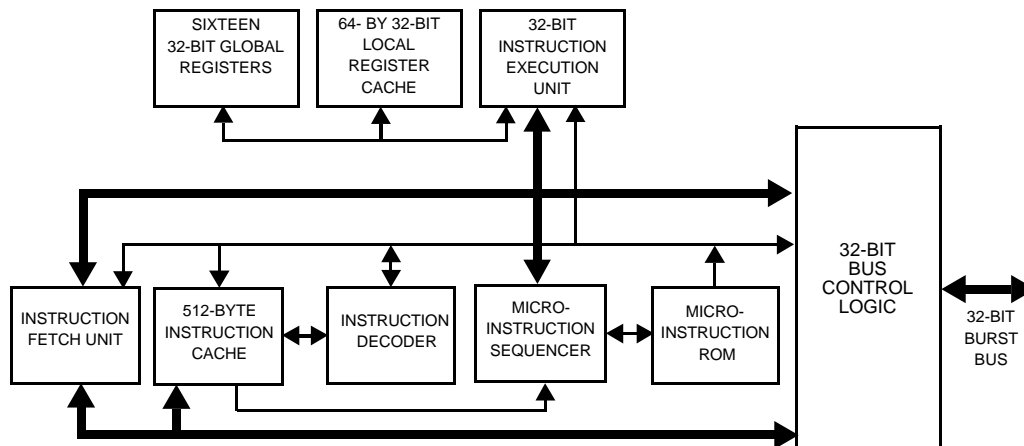 SIXTEEN
32-BIT GLOBAL
REGISTERS
64- BY 32-BIT
LOCAL
REGISTER
CACHE
32-BIT
INSTRUCTION
EXECUTION
UNIT
INSTRUCTION
FETCH UNIT
512-BYTE
INSTRUCTION
CACHE
INSTRUCTION
DECODER
MICRO-
INSTRUCTION
SEQUENCER
MICRO-
INSTRUCTION
ROM
32-BIT
BUS
CONTROL
LOGIC
32-BIT
BURST
BUS